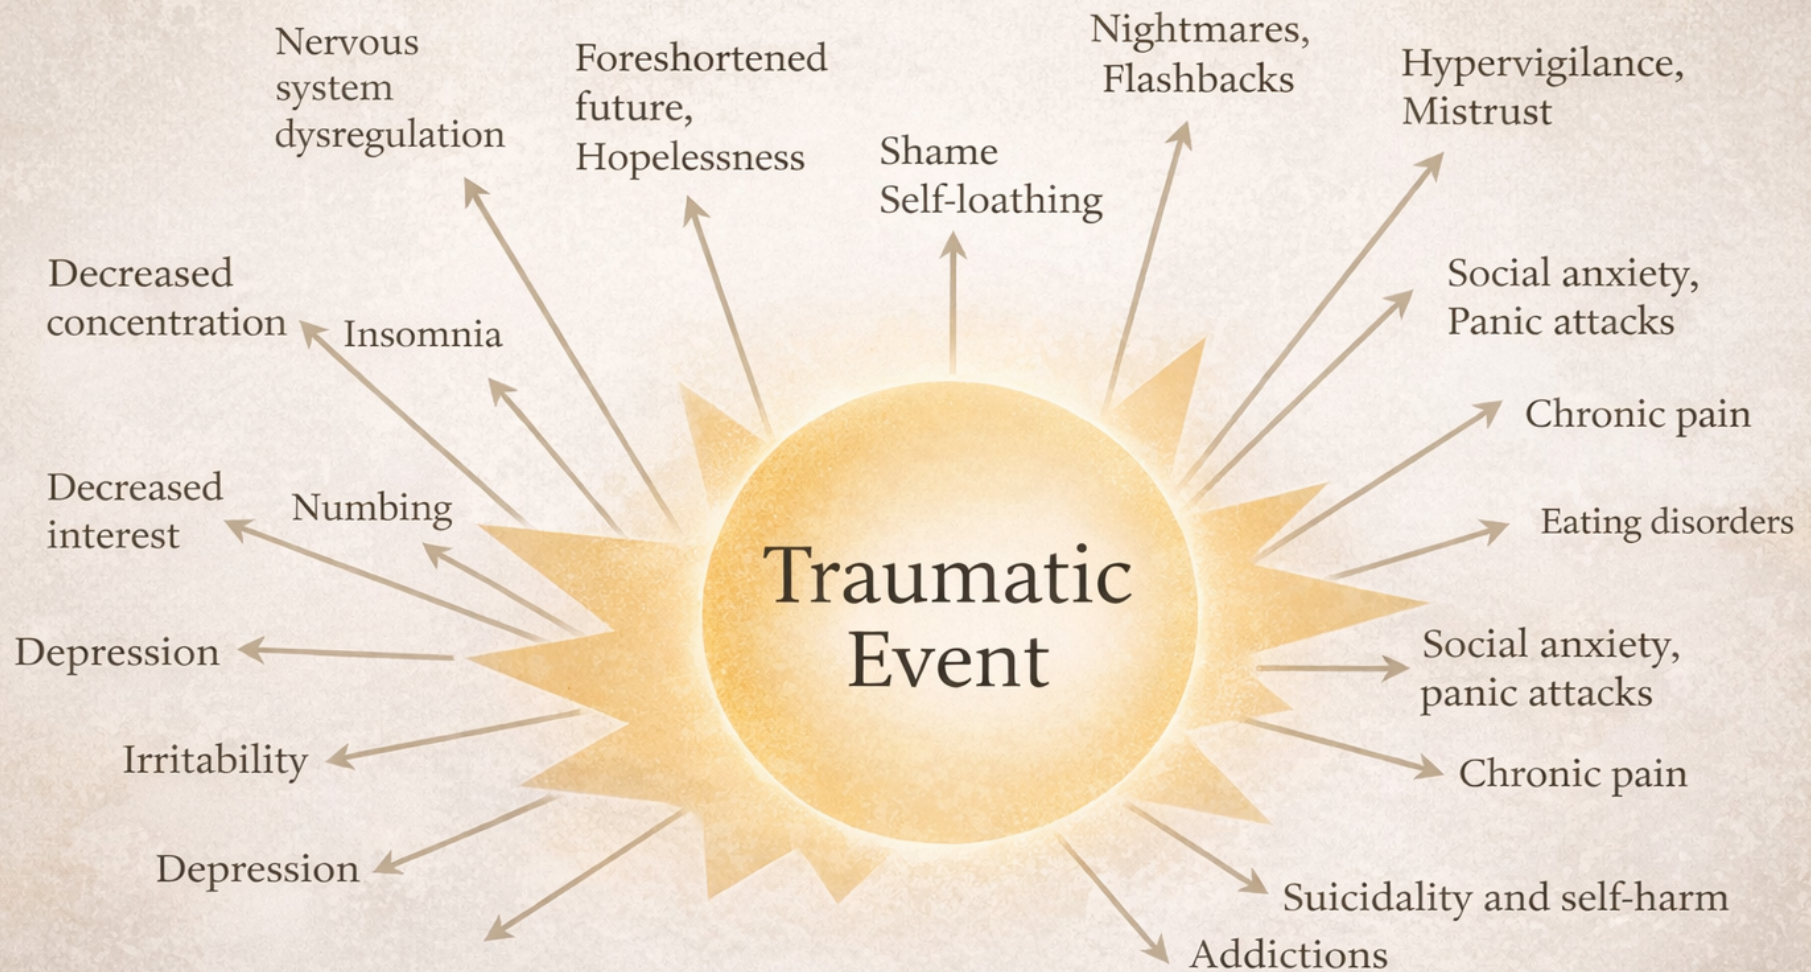 Nervous
system
dysregulation
Foreshortened
future,
Hopelessness
Shame
Self-loathing
Nightmares,
Flashbacks
Hypervigilance,
Mistrust
Decreased
concentration
Insomnia
Social anxiety,
Panic attacks
Chronic pain
Decreased
interest
Numbing
Eating disorders
Traumatic
Event
Depression
Social anxiety,
panic attacks
Irritability
Chronic pain
Depression
Suicidality and self-harm
Addictions